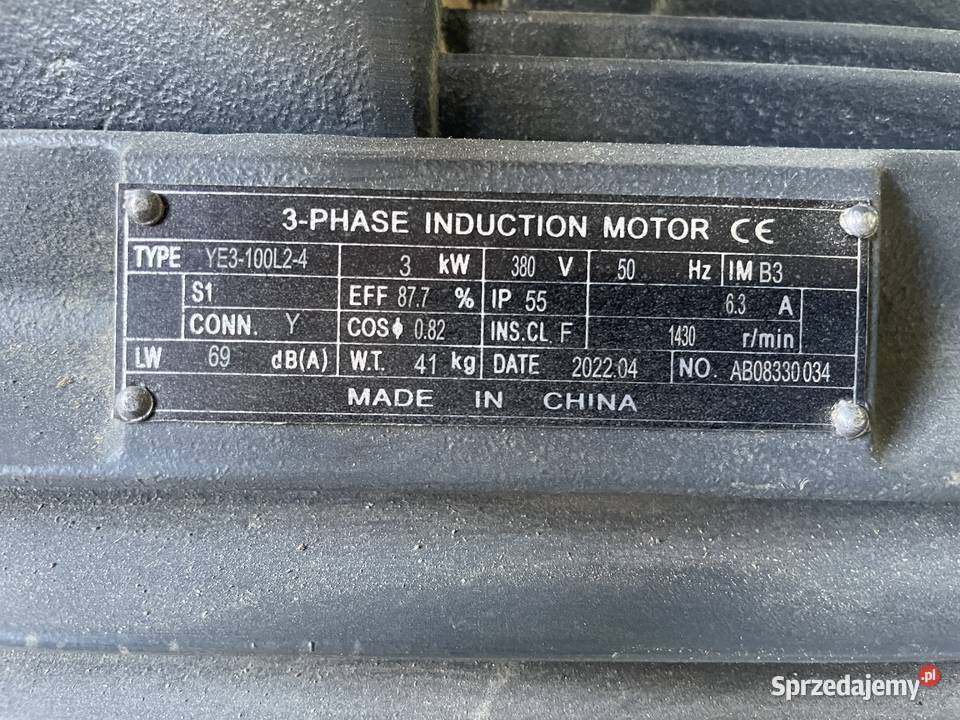 3-PHASE INDUCTION MOTOR CE
TYPE YE3-100L2-4 3 kW 380 V 50 Hz IM B3
S1 EFF 87.7 % IP 55 6.3 A
CONN. Y COSΦ 0.82 INS.CL. F 1430 r/min
LW 69 dB(A) W.T. 41 kg DATE 2022.04 NO. AB08330034
MADE IN CHINA
Sprzedajemy.pl